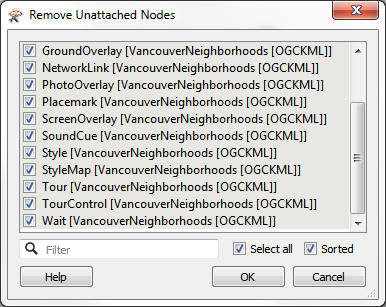 Remove Unattached Nodes
GroundOverlay [VancouverNeighborhoods [OGCKML]]
NetworkLink [VancouverNeighborhoods [OGCKML]]
PhotoOverlay [VancouverNeighborhoods [OGCKML]]
Placemark [VancouverNeighborhoods [OGCKML]]
ScreenOverlay [VancouverNeighborhoods [OGCKML]]
SoundCue [VancouverNeighborhoods [OGCKML]]
Style [VancouverNeighborhoods [OGCKML]]
StyleMap [VancouverNeighborhoods [OGCKML]]
Tour [VancouverNeighborhoods [OGCKML]]
TourControl [VancouverNeighborhoods [OGCKML]]
Wait [VancouverNeighborhoods [OGCKML]]
Filter Select all Sorted
Help OK Cancel